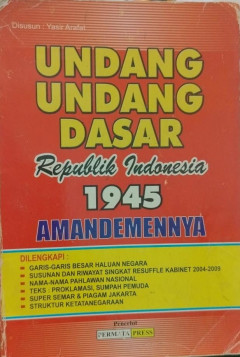 Disusun : Yasir Arafat
UNDANG
UNDANG
DASAR
Republik Indonesia
1945
AMANDEMENNYA
DILENGKAPI :
• GARIS-GARIS BESAR HALUAN NEGARA
• SUSUNAN DAN RIWAYAT SINGKAT RESUFFLE KABINET 2004-2009
• NAMA-NAMA PAHLAWAN NASIONAL
• TEKS : PROKLAMASI, SUMPAH PEMUDA
• SUPER SEMAR & PIAGAM JAKARTA
• STRUKTUR KETATANEGARAAN
Penerbit
PERMATA PRESS